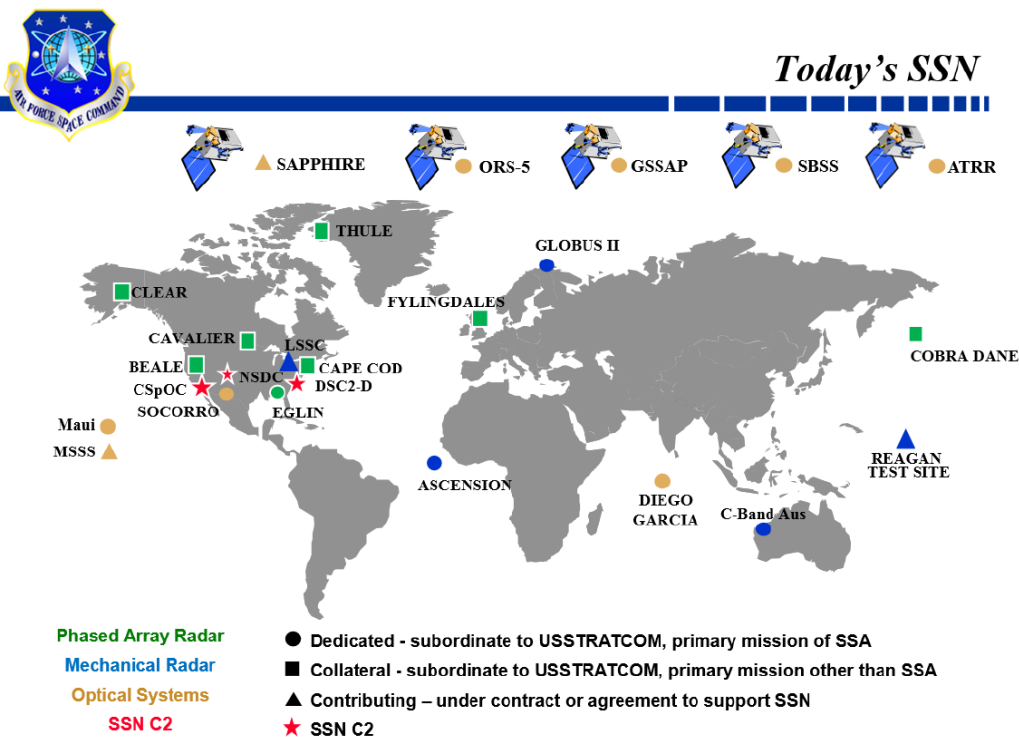 Today's SSN
AIR FORCE SPACE COMMAND
SAPPHIRE
ORS-5
GSSAP
SBSS
ATRR
THULE
GLOBUS II
CLEAR
FYLINGDALES
CAVALIER
LSSC
COBRA DANE
BEALE
NSDC
CAPE COD
CSpOC
DSC2-D
SOCORRO
EGLIN
Maui
MSSS
REAGAN
TEST SITE
ASCENSION
DIEGO
GARCIA
C-Band Aus
Phased Array Radar
Mechanical Radar
Optical Systems
SSN C2
Dedicated - subordinate to USSTRATCOM, primary mission of SSA
Collateral - subordinate to USSTRATCOM, primary mission other than SSA
Contributing – under contract or agreement to support SSN
SSN C2